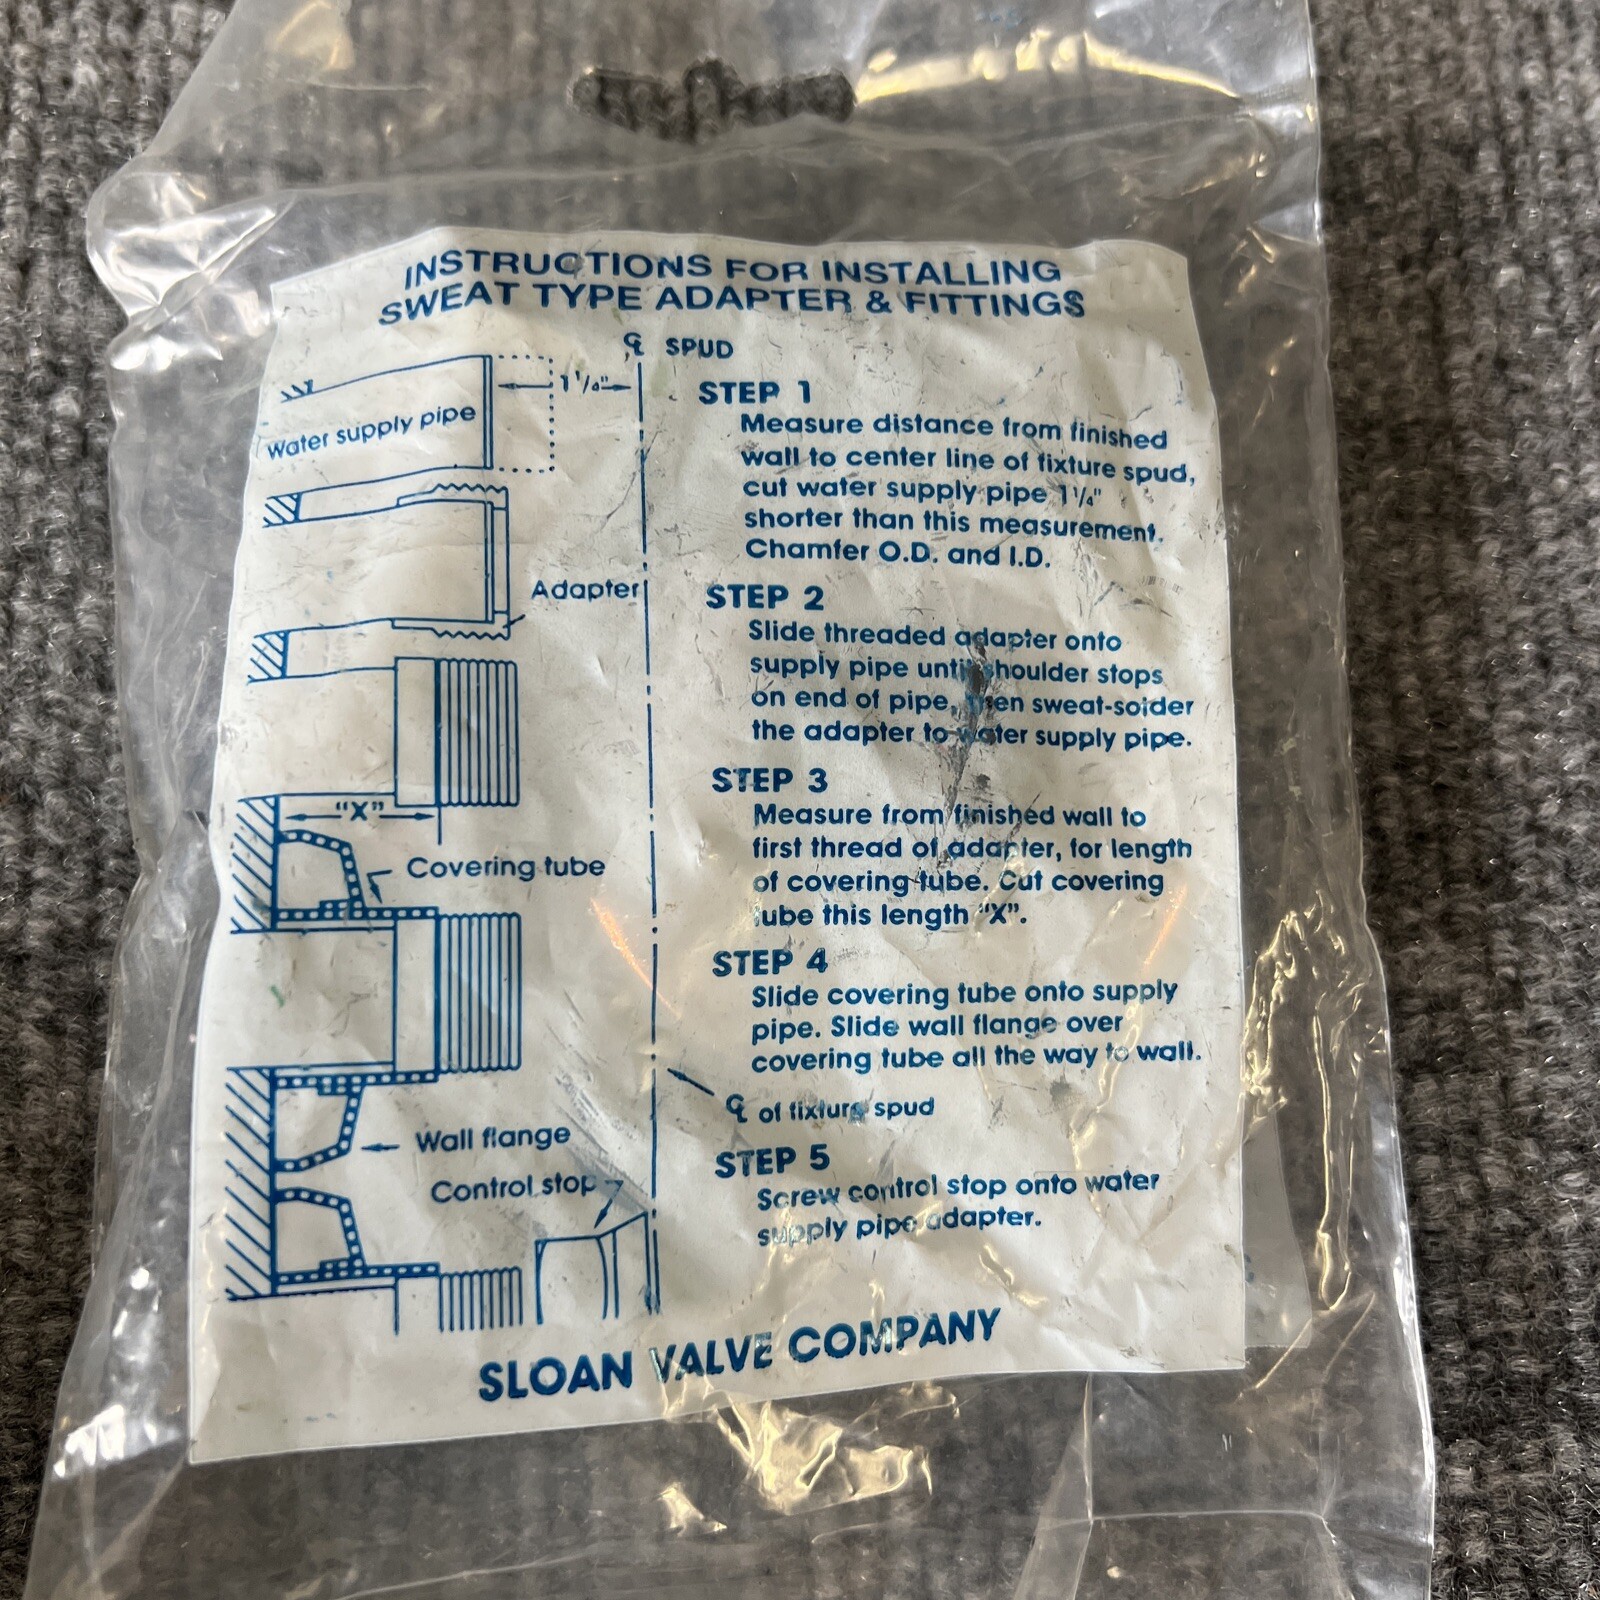 INSTRUCTIONS FOR INSTALLING
SWEAT TYPE ADAPTER & FITTINGS
℄ SPUD
1 1/4"
Water supply pipe
Adapter
"X"
Covering tube
Wall flange
Control stop
STEP 1
Measure distance from finished
wall to center line of fixture spud,
cut water supply pipe 1 1/4"
shorter than this measurement.
Chamfer O.D. and I.D.
STEP 2
Slide threaded adapter onto
supply pipe until shoulder stops
on end of pipe, then sweat-solder
the adapter to water supply pipe.
STEP 3
Measure from finished wall to
first thread of adapter, for length
of covering tube. Cut covering
tube this length "X".
STEP 4
Slide covering tube onto supply
pipe. Slide wall flange over
covering tube all the way to wall.
℄ of fixture spud
STEP 5
Screw control stop onto water
supply pipe adapter.
SLOAN VALVE COMPANY